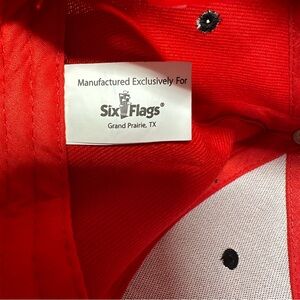 Manufactured Exclusively For
Six Flags®
Grand Prairie, TX